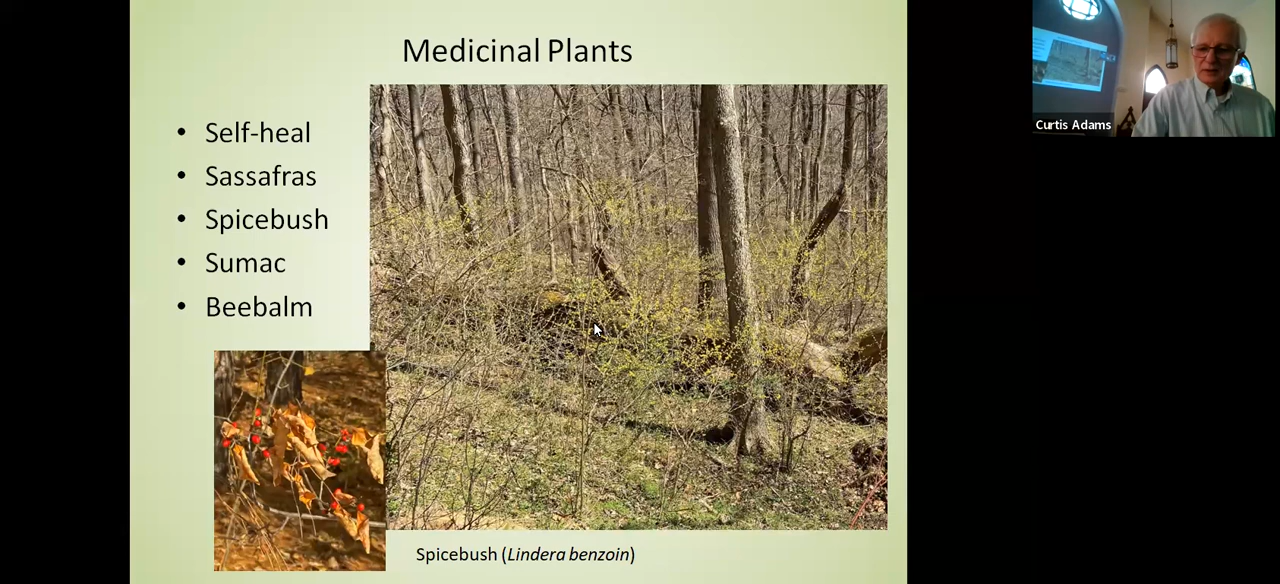 Medicinal Plants
• Self-heal
• Sassafras
• Spicebush
• Sumac
• Beebalm
Spicebush (Lindera benzoin)
Curtis Adams